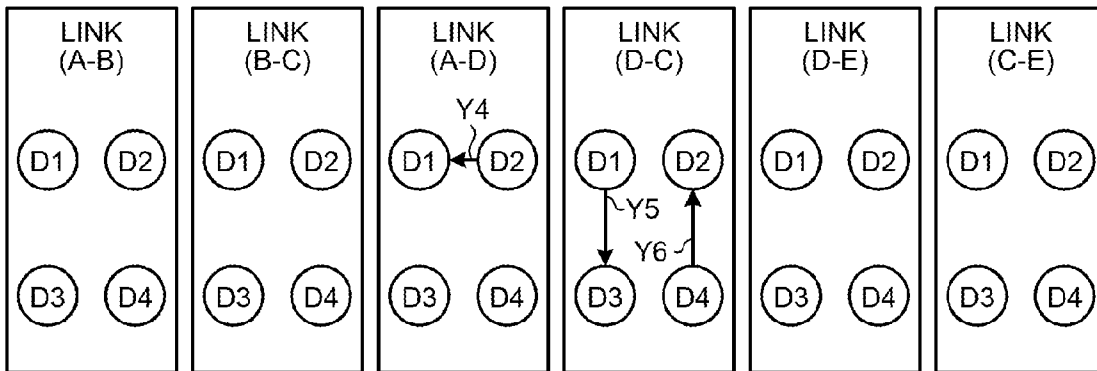 LINK
(A-B)
D1 D2
D3 D4
LINK
(B-C)
D1 D2
D3 D4
LINK
(A-D)
Y4
D1 D2
D3 D4
LINK
(D-C)
D1 D2
Y5
Y6
D3 D4
LINK
(D-E)
D1 D2
D3 D4
LINK
(C-E)
D1 D2
D3 D4